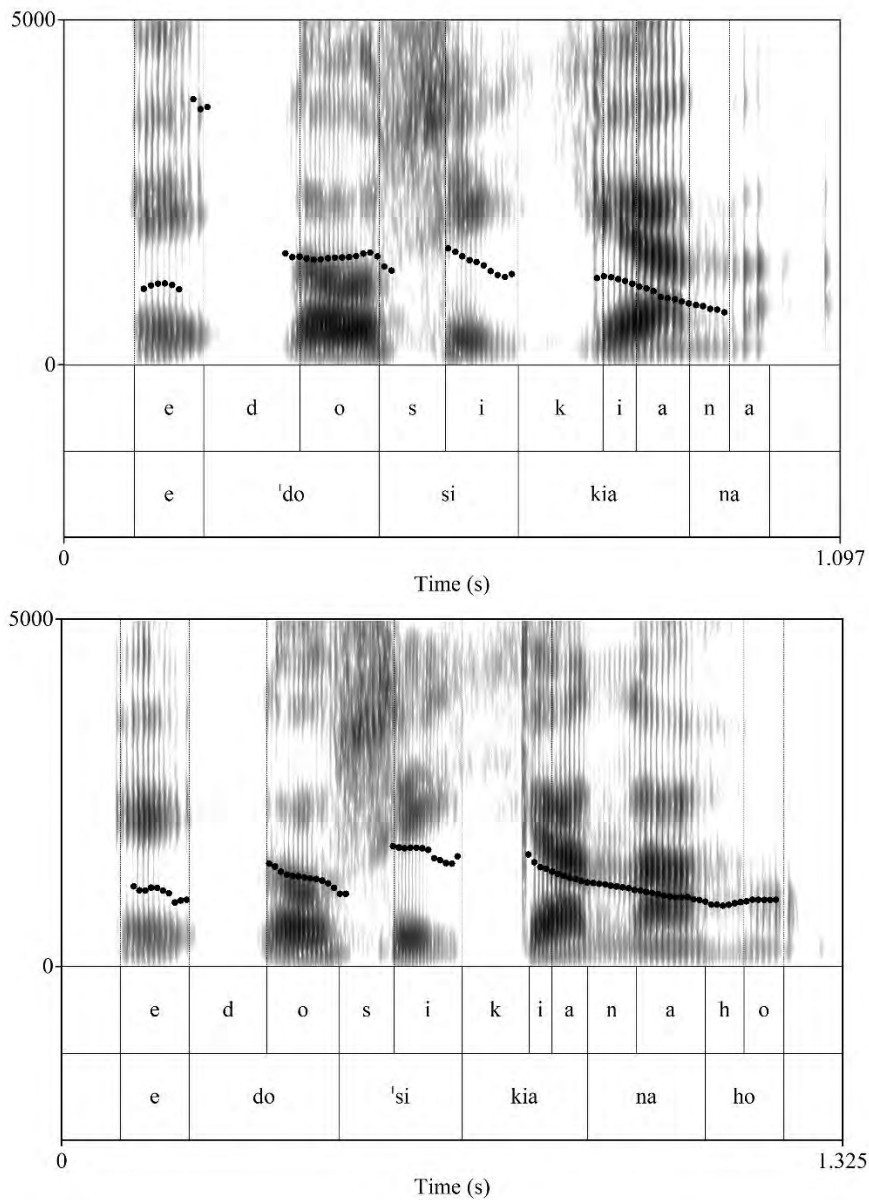 5000
0
e d o s i k i a n a
e ˈdo si kia na
0 1.097
Time (s)
5000
0
e d o s i k i a n a h o
e do ˈsi kia na ho
0 1.325
Time (s)